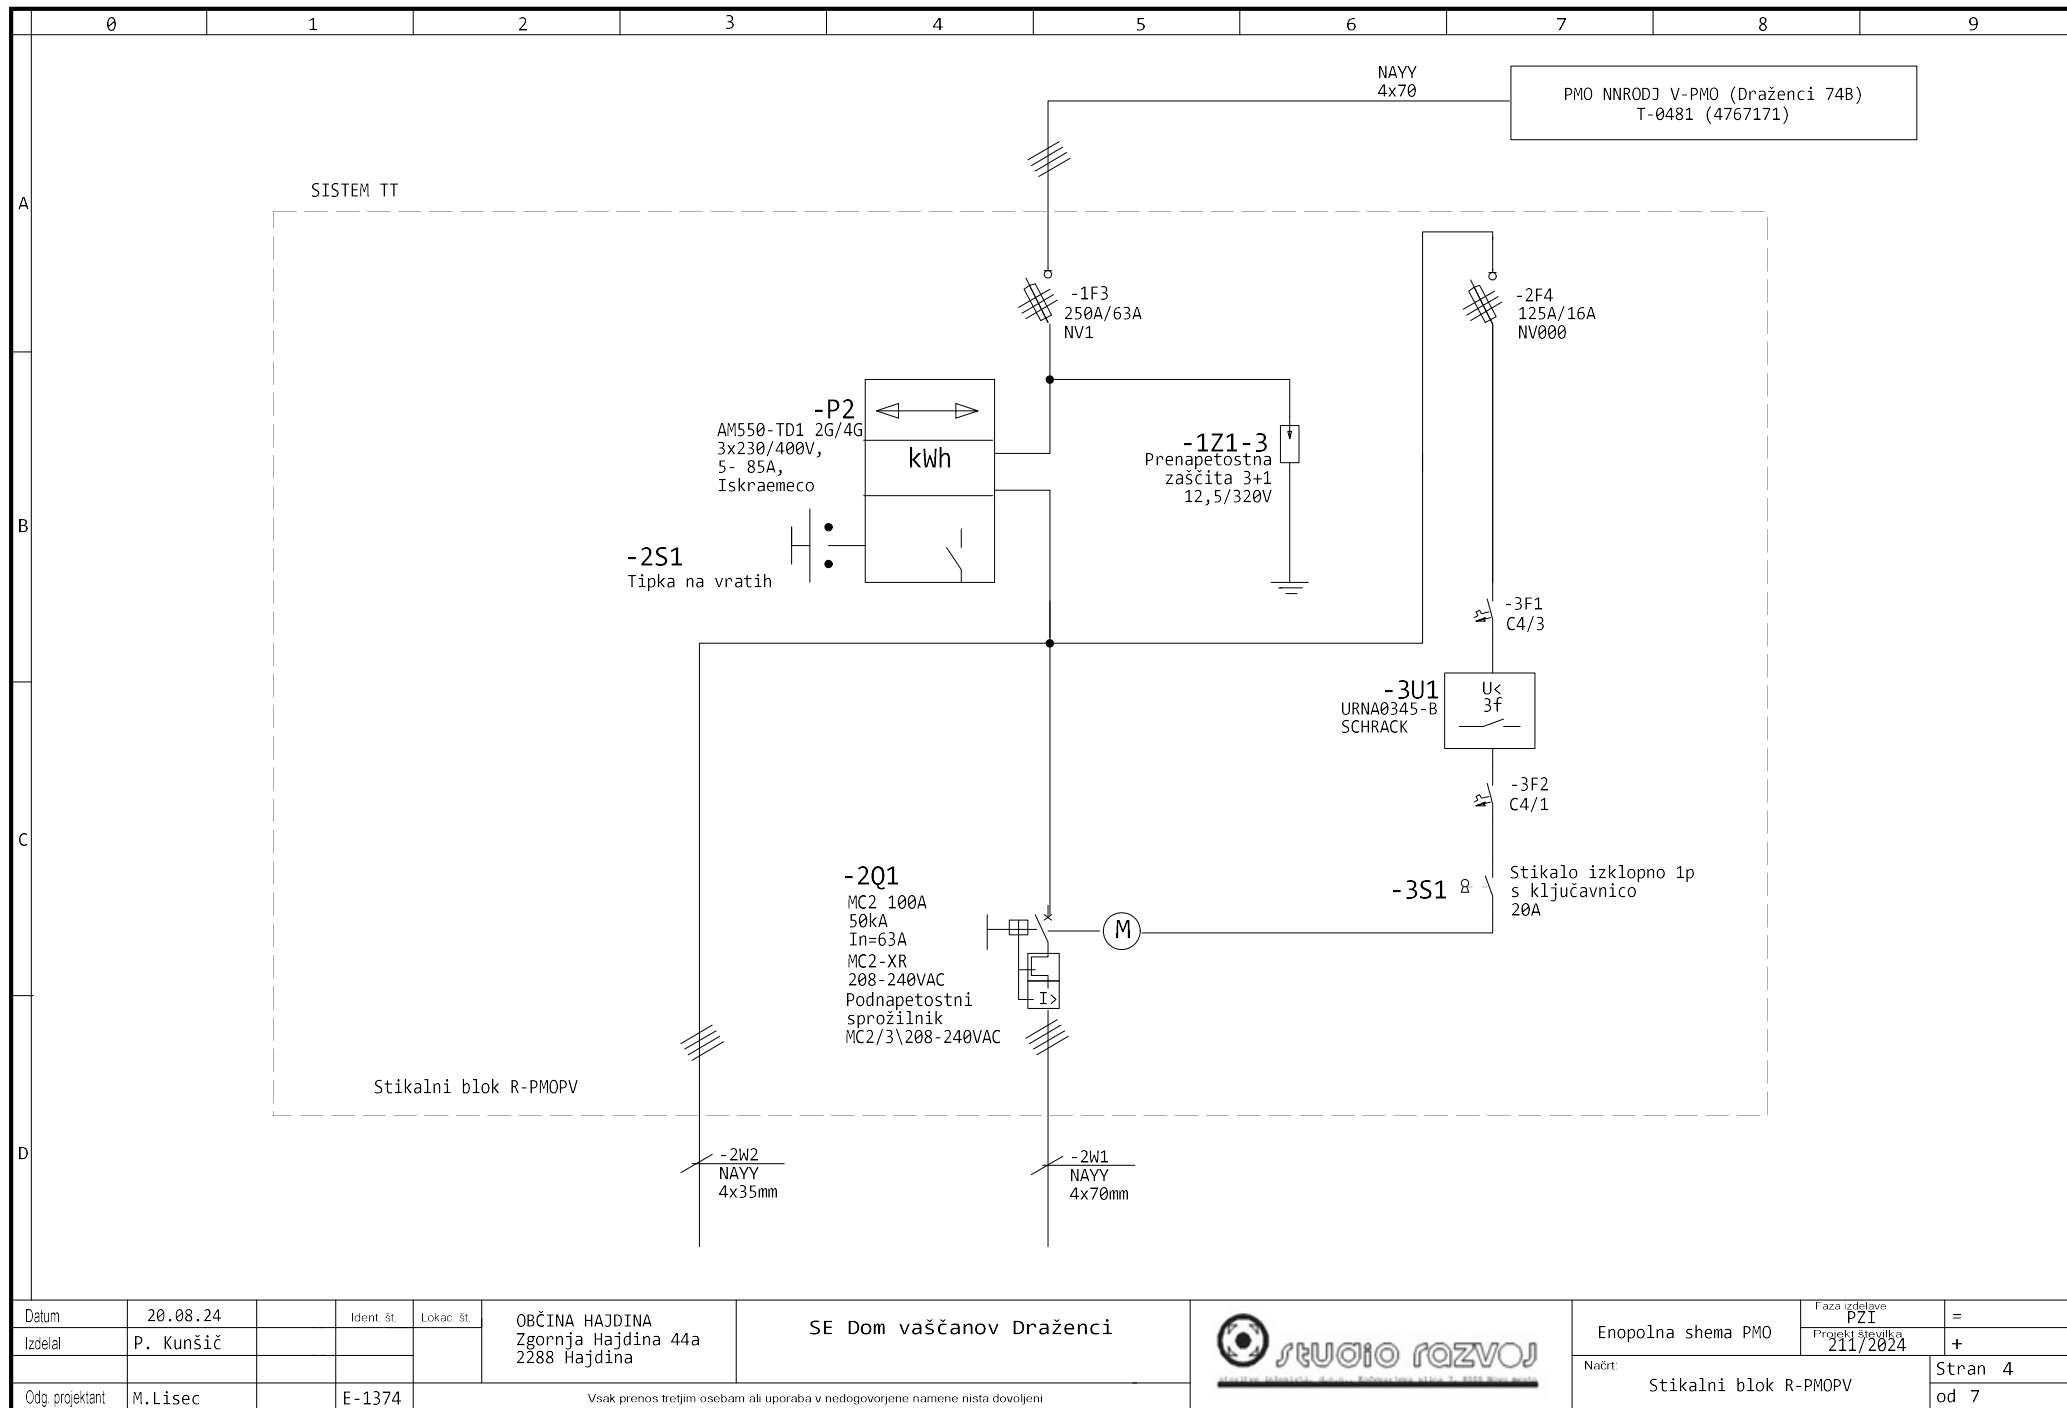 0 1 2 3 4 5 6 7 8 9
NAYY
4x70
PMO NNRODJ V-PMO (Draženci 74B)
T-0481 (4767171)
A
SISTEM TT
-1F3
250A/63A
NV1
-2F4
125A/16A
NV000
-P2
AM550-TD1 2G/4G
3x230/400V,
5- 85A,
Iskraemeco
kWh
-1Z1-3
Prenapetostna
zaščita 3+1
12,5/320V
B
-2S1
Tipka na vratih
-3F1
C4/3
-3U1
URNA0345-B
SCHRACK
U<
3f
-3F2
C4/1
C
-2Q1
MC2 100A
50kA
In=63A
MC2-XR
208-240VAC
Podnapetostni
sprožilnik
MC2/3\208-240VAC
M
I>
-3S1
Stikalo izklopno 1p
s ključavnico
20A
Stikalni blok R-PMOPV
D
-2W2
NAYY
4x35mm
-2W1
NAYY
4x70mm
Datum 20.08.24 Ident. št. Lokac. št.
Izdelal P. Kunšič
Odg. projektant M.Lisec E-1374
OBČINA HAJDINA
Zgornja Hajdina 44a
2288 Hajdina
SE Dom vaščanov Draženci
Vsak prenos tretjim osebam ali uporaba v nedogovorjene namene nista dovoljeni
studio razvoj
Enopolna shema PMO
Faza izdelave
PZI
=
Projekt številka
211/2024
+
Načrt:
Stikalni blok R-PMOPV
Stran 4
od 7